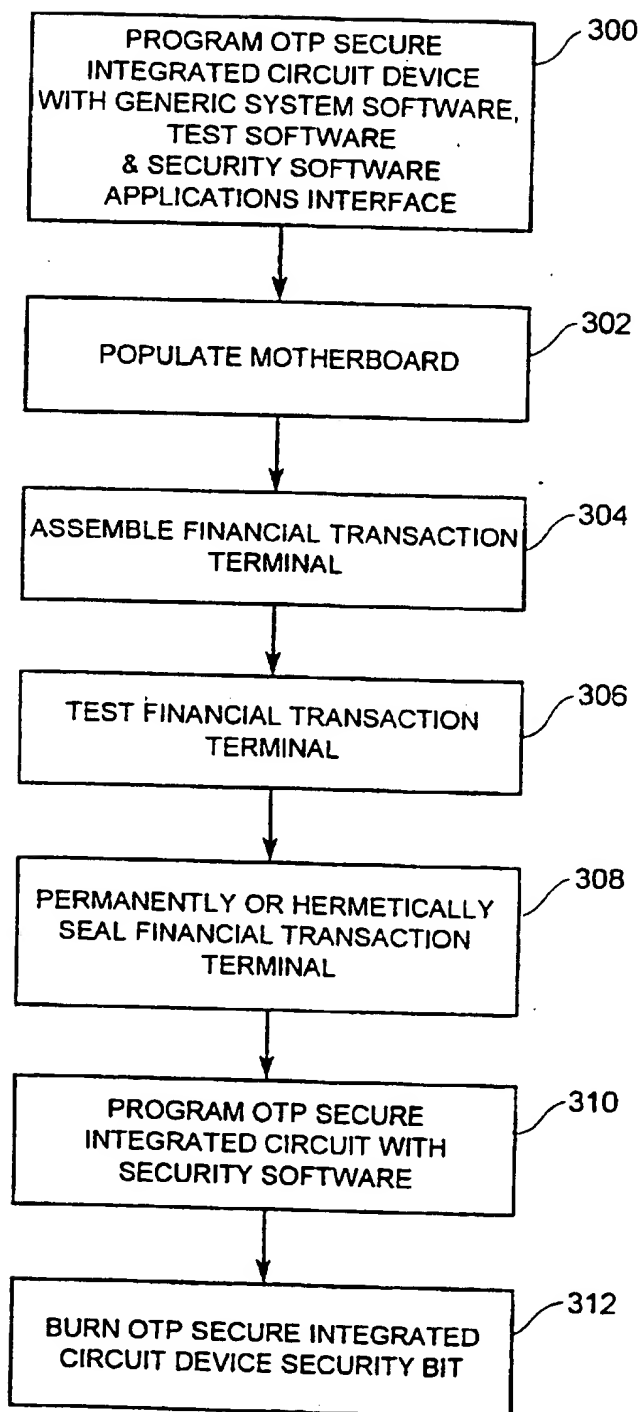 PROGRAM OTP SECURE
INTEGRATED CIRCUIT DEVICE
WITH GENERIC SYSTEM SOFTWARE,
TEST SOFTWARE
& SECURITY SOFTWARE
APPLICATIONS INTERFACE
300
POPULATE MOTHERBOARD
302
ASSEMBLE FINANCIAL TRANSACTION
TERMINAL
304
TEST FINANCIAL TRANSACTION
TERMINAL
306
PERMANENTLY OR HERMETICALLY
SEAL FINANCIAL TRANSACTION
TERMINAL
308
PROGRAM OTP SECURE
INTEGRATED CIRCUIT WITH
SECURITY SOFTWARE
310
BURN OTP SECURE INTEGRATED
CIRCUIT DEVICE SECURITY BIT
312